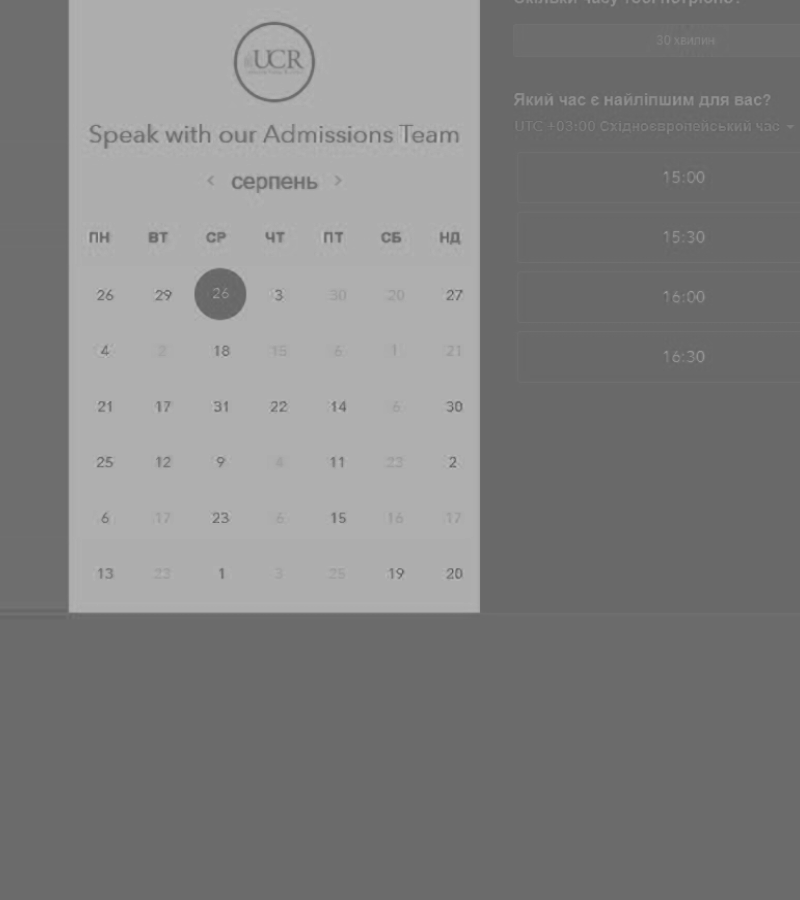 UCR
Speak with our Admissions Team
< серпень >
ПН ВТ СР ЧТ ПТ СБ НД
26 29 26 3 30 20 27
4 2 18 15 6 1 21
21 17 31 22 14 6 30
25 12 9 4 11 23 2
6 17 23 6 15 16 17
13 23 1 3 25 19 20
30 хвилин
Який час є найліпшим для вас?
UTC +03:00 Східноєвропейський час
15:00
15:30
16:00
16:30